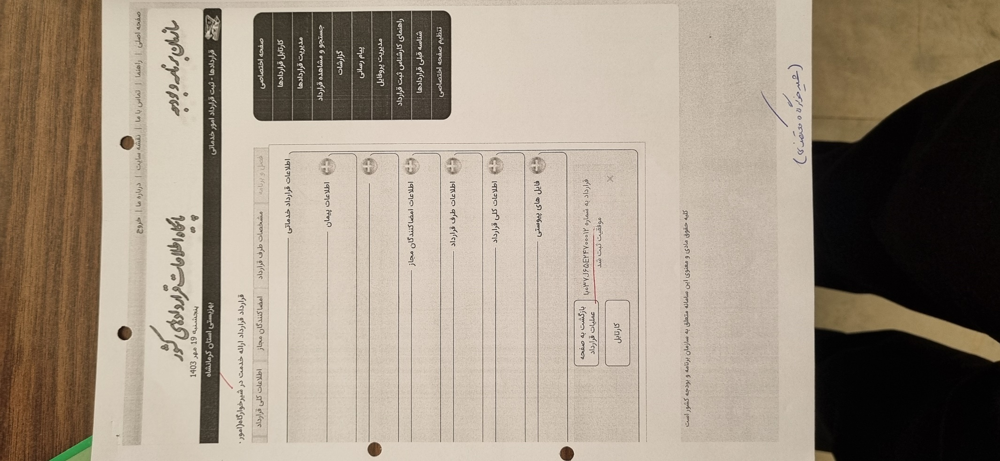 صفحه اصلی | راهنما | تماس با ما | نقشه سایت | درباره ما | خروج
سازمان برنامه و بودجه
پایگاه اطلاعات قراردادهای کشور
پنجشنبه 19 مهر 1403
قراردادها - ثبت قرارداد امور خدماتی
بهزیستی استان کرمانشاه
صفحه اختصاصی
کارتابل قراردادها
مدیریت قراردادها
جستجو و مشاهده قرارداد
گزارشات
پیام رسانی
مدیریت پروفایل
راهنمای کارشناس ثبت قرارداد
شناسه قبلی قراردادها
تنظیم صفحه اختصاصی
قرارداد قرارداد ارائه خدمت در شیرخوارگاه(امور.
فصل و برنامه
مشخصات طرف قرارداد
امضاکنندگان مجاز
اطلاعات کلی قرارداد
اطلاعات قرارداد خدماتی
اطلاعات پیمان
اطلاعات امضاکنندگان مجاز
اطلاعات طرف قرارداد
اطلاعات کلی قرارداد
فایل های پیوستی
قرارداد به شماره ۰۳۷J۶۵E۲۴۷۰۰۰۱۲با
موفقیت ثبت شد
بازگشت به صفحه
عملیات قرارداد
کارتابل
کلیه حقوق مادی و معنوی این سامانه متعلق به سازمان برنامه و بودجه کشور است
(شیرخوارگاه معتضدی)